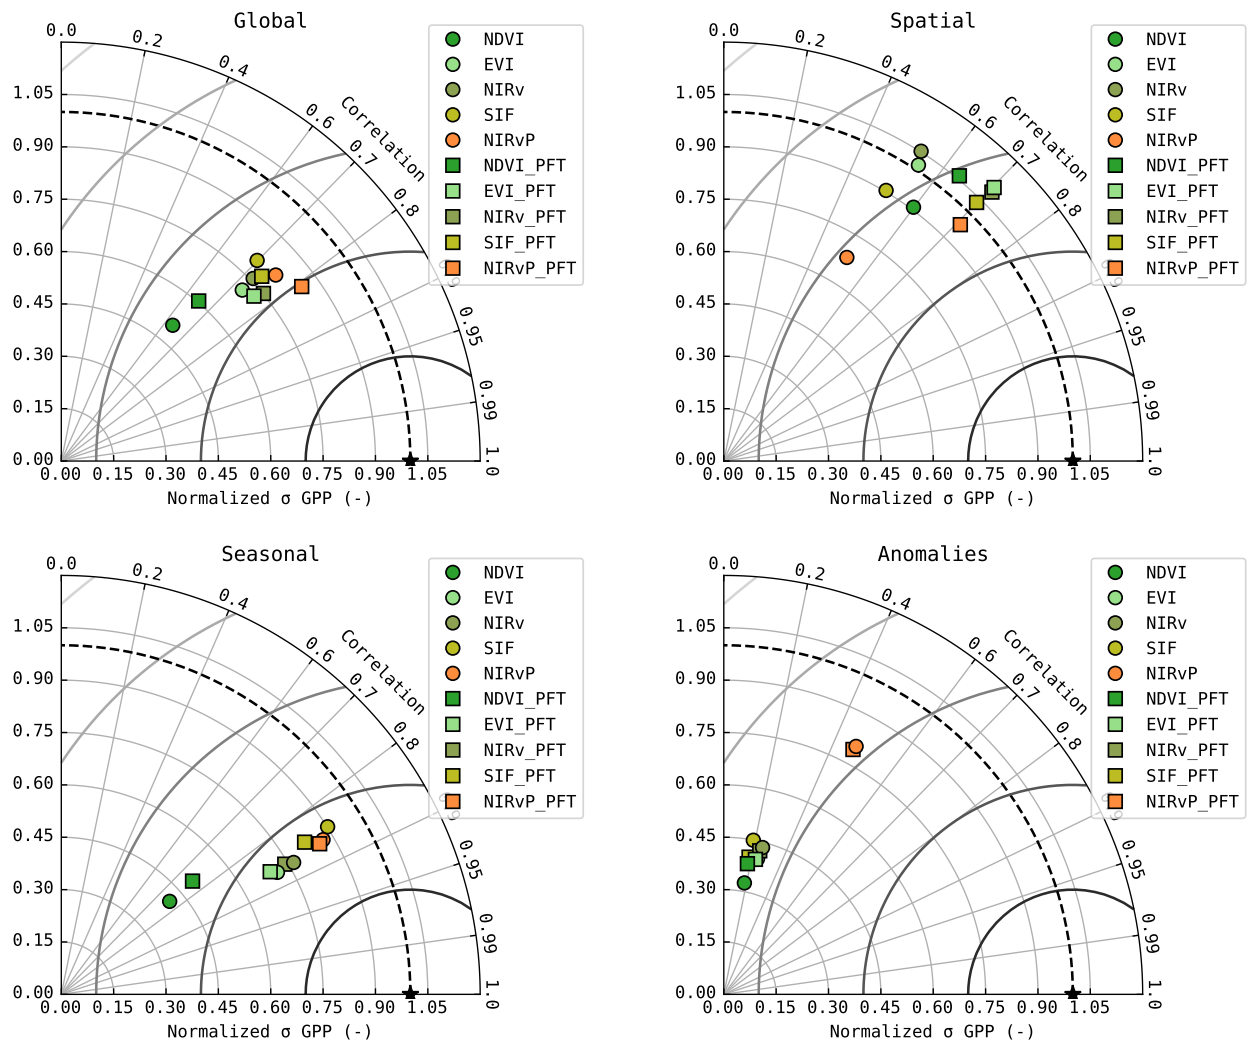 Global
0.0
0.2
0.4
0.6
0.7
0.8
0.95
0.99
1.0
Correlation
1.05
0.90
0.75
0.60
0.45
0.30
0.15
0.00
0.00 0.15 0.30 0.45 0.60 0.75 0.90 1.05
Normalized σ GPP (-)
NDVI
EVI
NIRv
SIF
NIRvP
NDVI_PFT
EVI_PFT
NIRv_PFT
SIF_PFT
NIRvP_PFT
Spatial
0.0
0.2
0.4
0.6
0.7
0.8
0.95
0.99
1.0
Correlation
1.05
0.90
0.75
0.60
0.45
0.30
0.15
0.00
0.00 0.15 0.30 0.45 0.60 0.75 0.90 1.05
Normalized σ GPP (-)
NDVI
EVI
NIRv
SIF
NIRvP
NDVI_PFT
EVI_PFT
NIRv_PFT
SIF_PFT
NIRvP_PFT
Seasonal
0.0
0.2
0.4
0.6
0.7
0.8
0.95
0.99
1.0
Correlation
1.05
0.90
0.75
0.60
0.45
0.30
0.15
0.00
0.00 0.15 0.30 0.45 0.60 0.75 0.90 1.05
Normalized σ GPP (-)
NDVI
EVI
NIRv
SIF
NIRvP
NDVI_PFT
EVI_PFT
NIRv_PFT
SIF_PFT
NIRvP_PFT
Anomalies
0.0
0.2
0.4
0.6
0.7
0.8
0.95
0.99
1.0
Correlation
1.05
0.90
0.75
0.60
0.45
0.30
0.15
0.00
0.00 0.15 0.30 0.45 0.60 0.75 0.90 1.05
Normalized σ GPP (-)
NDVI
EVI
NIRv
SIF
NIRvP
NDVI_PFT
EVI_PFT
NIRv_PFT
SIF_PFT
NIRvP_PFT